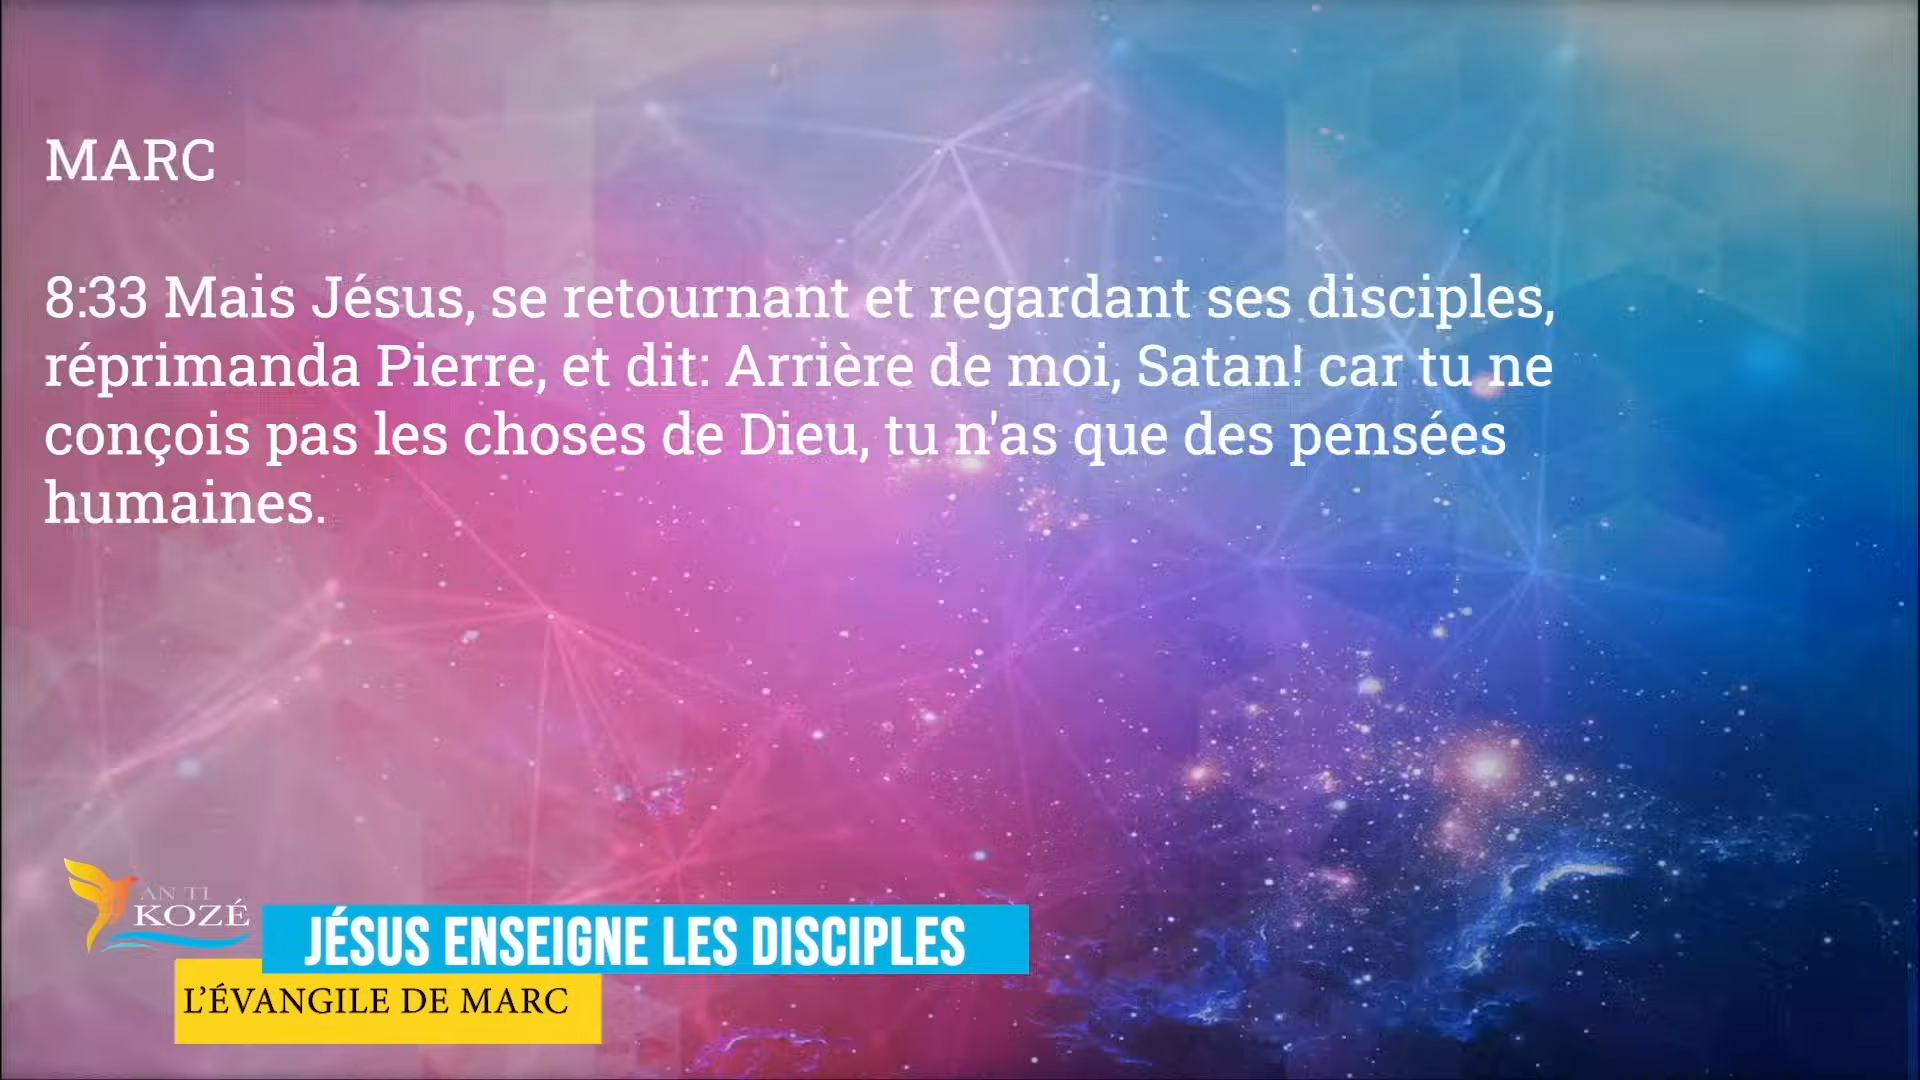 MARC
8:33 Mais Jésus, se retournant et regardant ses disciples,
réprimanda Pierre, et dit: Arrière de moi, Satan! car tu ne
conçois pas les choses de Dieu, tu n'as que des pensées
humaines.
AN TI
KOZÉ
JÉSUS ENSEIGNE LES DISCIPLES
L'ÉVANGILE DE MARC